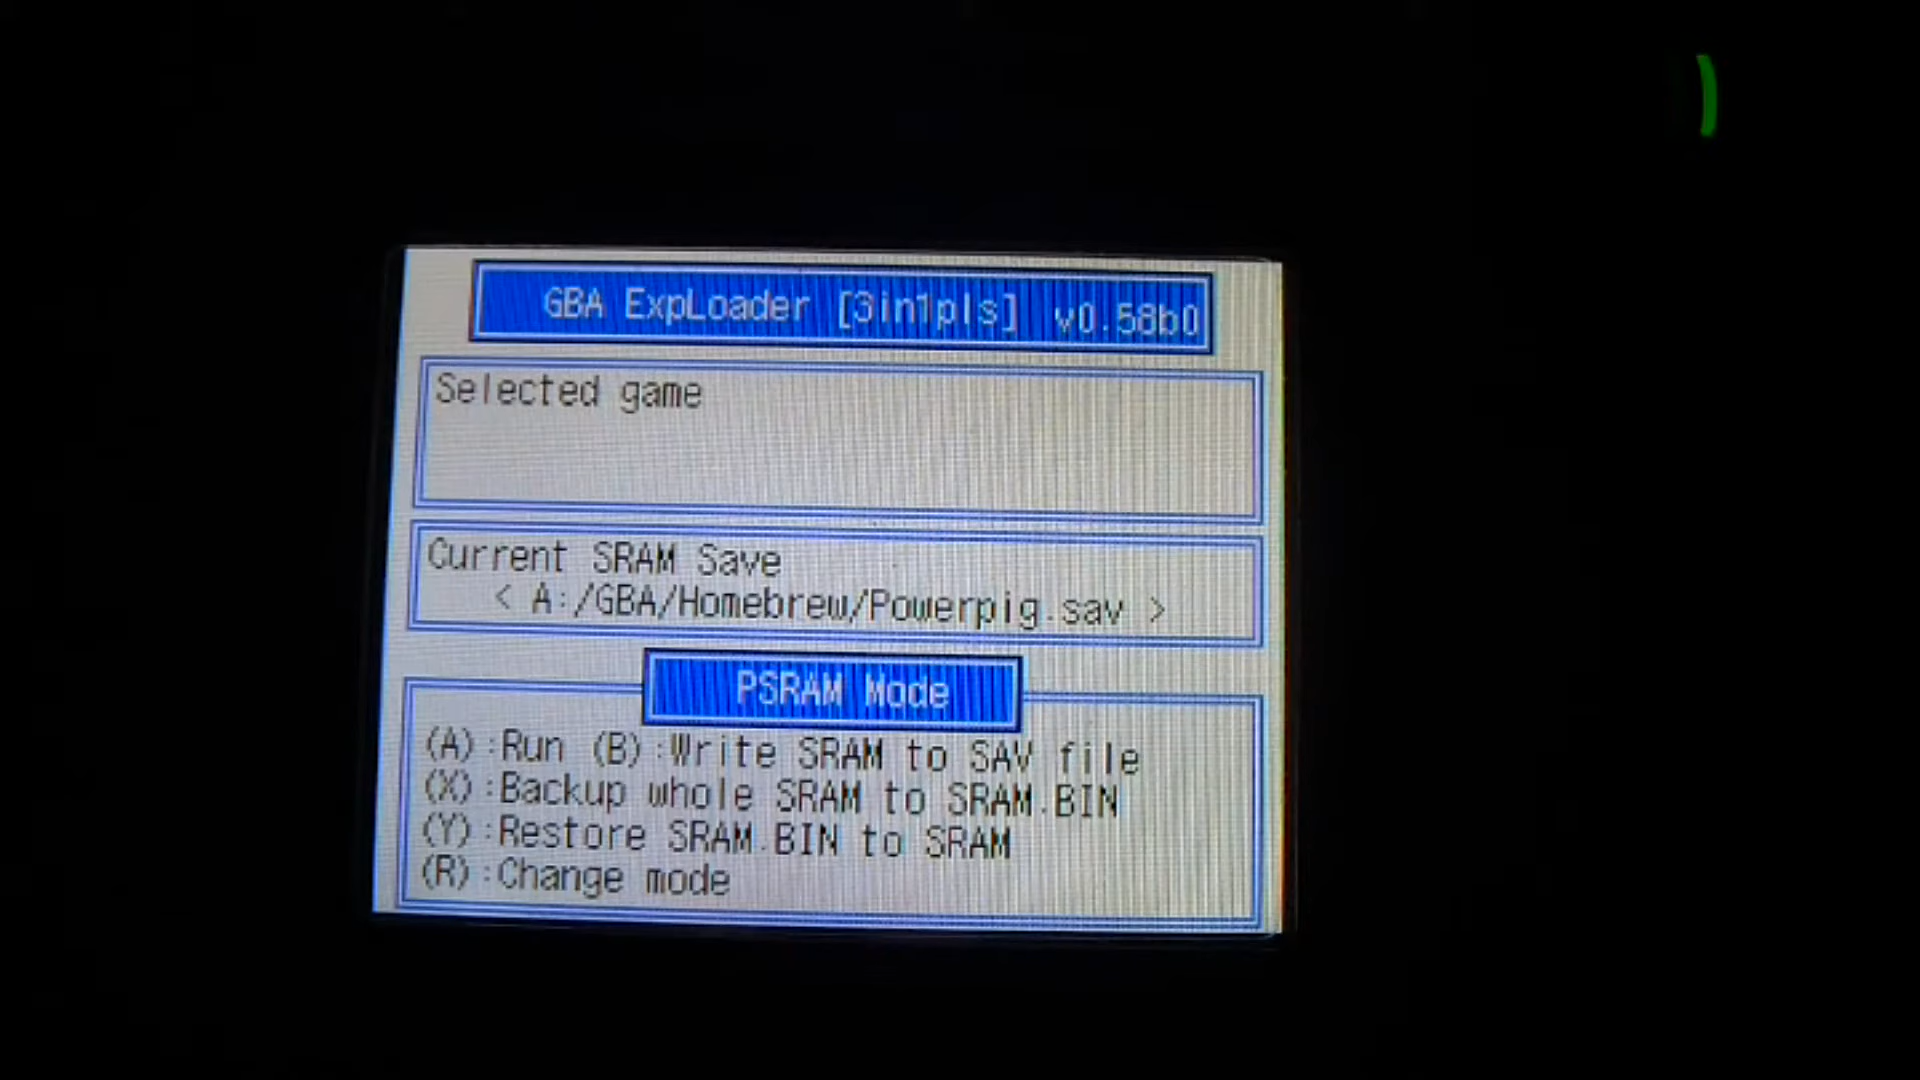 GBA ExpLoader [3in1pls] v0.58b0
Selected game
Current SRAM Save
< A:/GBA/Homebrew/Powerpig.sav >
PSRAM Mode
(A):Run (B):Write SRAM to SAV file
(X):Backup whole SRAM to SRAM.BIN
(Y):Restore SRAM.BIN to SRAM
(R):Change mode